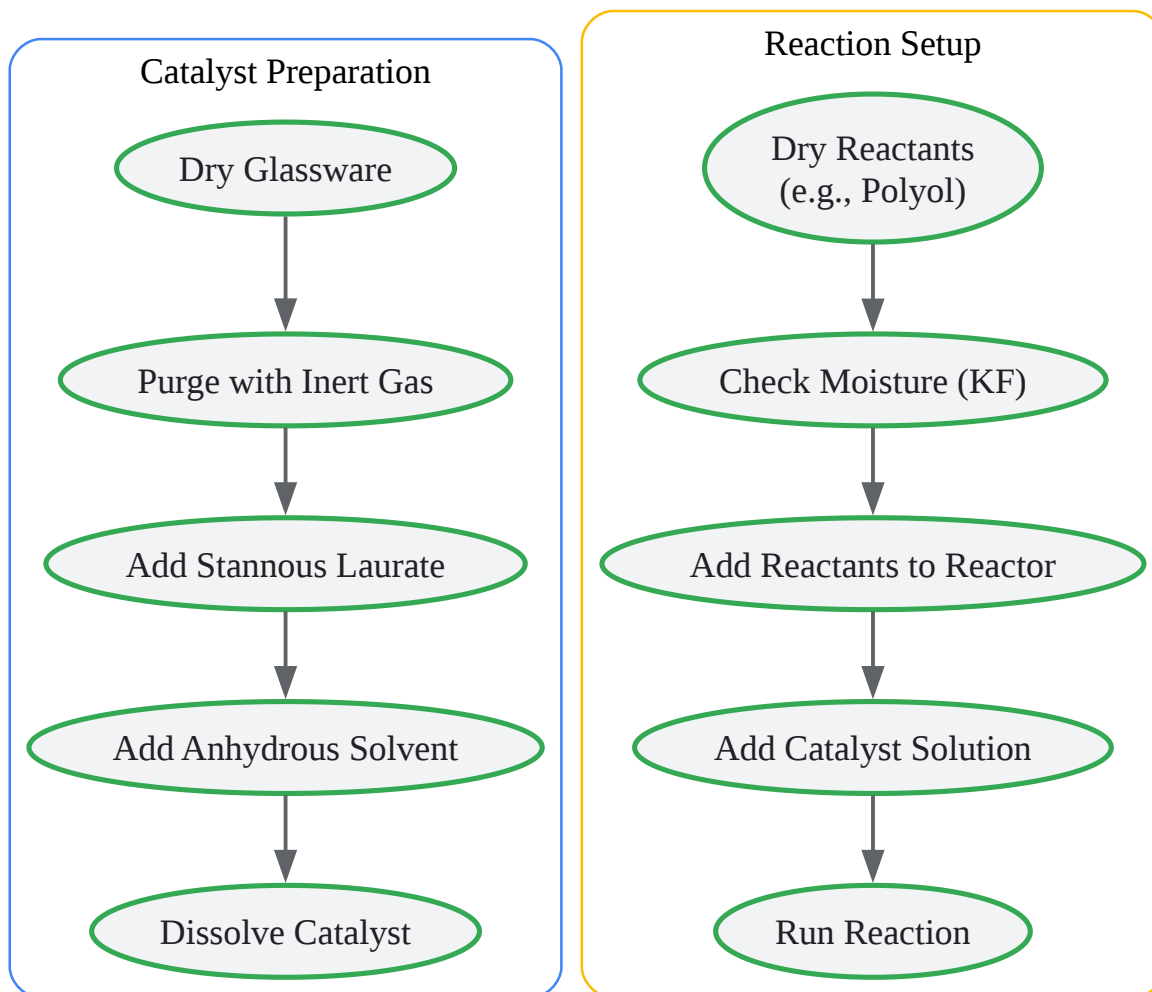 Catalyst Preparation
Dry Glassware
Purge with Inert Gas
Add Stannous Laurate
Add Anhydrous Solvent
Dissolve Catalyst
Reaction Setup
Dry Reactants
(e.g., Polyol)
Check Moisture (KF)
Add Reactants to Reactor
Add Catalyst Solution
Run Reaction